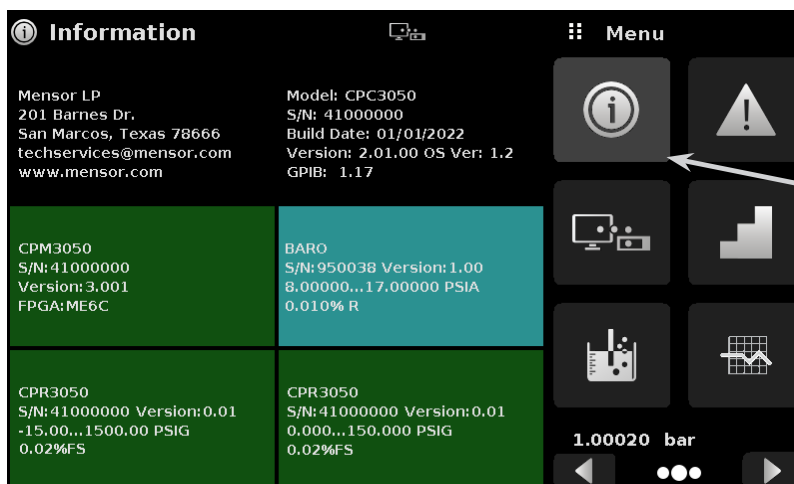 Information
Menu
Mensor LP
201 Barnes Dr.
San Marcos, Texas 78666
techservices@mensor.com
www.mensor.com
Model: CPC3050
S/N: 41000000
Build Date: 01/01/2022
Version: 2.01.00 OS Ver: 1.2
GPIB: 1.17
CPM3050
S/N:41000000
Version:3.001
FPGA:ME6C
BARO
S/N:950038 Version:1.00
8.00000...17.00000 PSIA
0.010% R
CPR3050
S/N:41000000 Version:0.01
-15.00...1500.00 PSIG
0.02%FS
CPR3050
S/N:41000000 Version:0.01
0.000...150.000 PSIG
0.02%FS
1.00020 bar